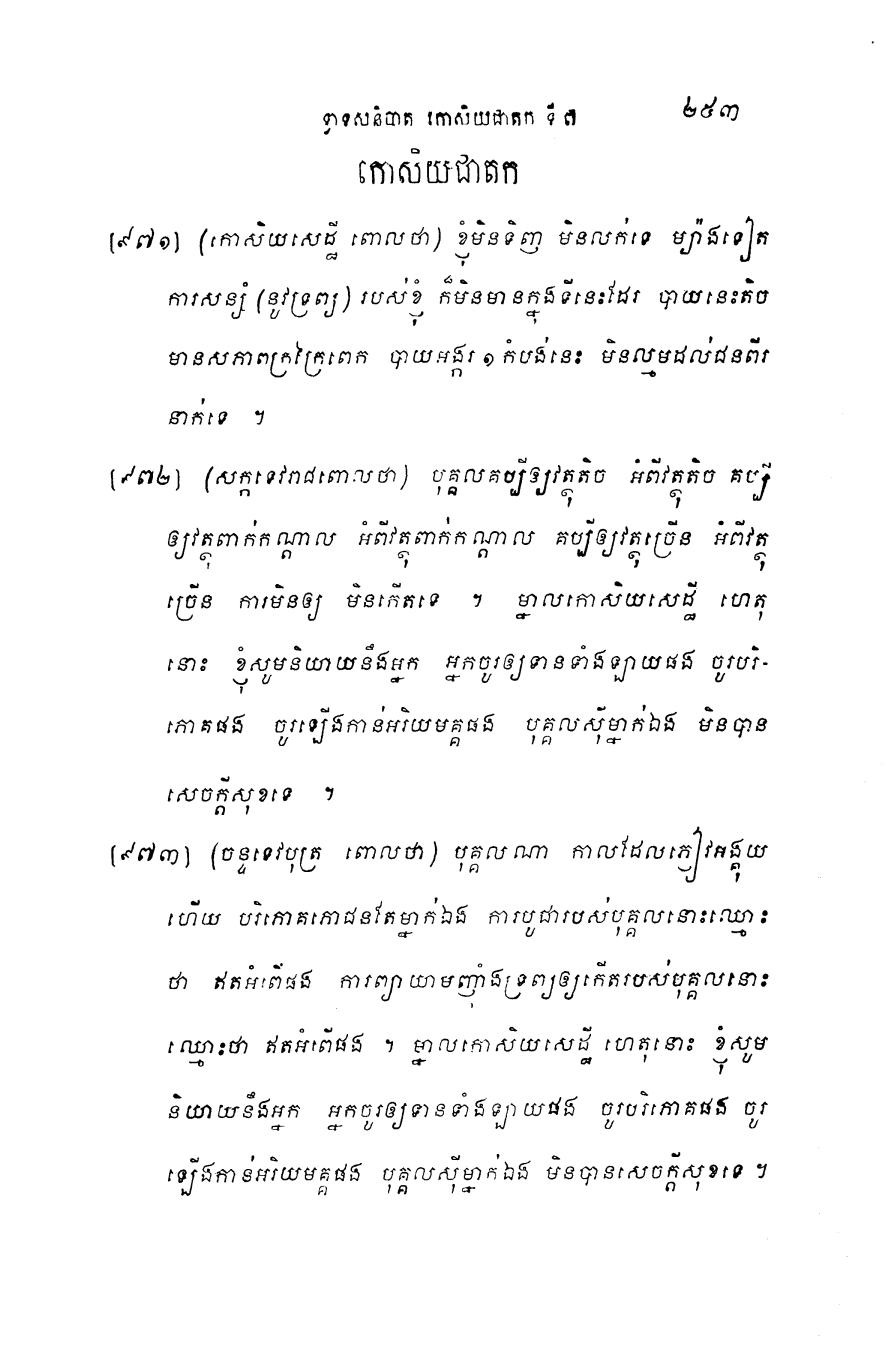 ទ្វាទសនិបាត កោសិយជាតក ទី ៧ ២៥៣
កោសិយជាតក
[៩៧១] (កោសិយសេដ្ឋី ពោលថា) ខ្ញុំមិនទិញ មិនលក់ទេ ម្យ៉ាងទៀត
ការសន្សំ (នូវទ្រព្យ) របស់ខ្ញុំ ក៏មិនមានក្នុងទីនេះដែរ បាយនេះតិច
មានសភាពក្រវៃក្រពេក បាយអង្ករ ១ កំបង់នេះ មិនល្មមដល់ជនពីរ
នាក់ទេ ។
[៩៧២] (សក្កទេវរាជពោលថា) បុគ្គលគប្បីឲ្យវត្ថុតិច អំពីវត្ថុតិច គប្បី
ឲ្យវត្ថុពាក់កណ្តាល អំពីវត្ថុពាក់កណ្តាល គប្បីឲ្យវត្ថុច្រើន អំពីវត្ថុ
ច្រើន ការមិនឲ្យ មិនកើតទេ ។ ម្នាលកោសិយសេដ្ឋី ហេតុ
នោះ ខ្ញុំសូមនិយាយនឹងអ្នក អ្នកចូរឲ្យទានទាំងឡាយផង ចូរបរិ-
ភោគផង ចូរឡើងកាន់អរិយមគ្គផង បុគ្គលស៊ីម្នាក់ឯង មិនបាន
សេចក្តីសុខទេ ។
[៩៧៣] (ចន្ទទេវបុត្រ ពោលថា) បុគ្គលណា កាលដែលភ្ញៀវអង្គុយ
ហើយ បរិភោគភោជនតែម្នាក់ឯង ការបូជារបស់បុគ្គលនោះឈ្មោះ
ថា ឥតអំពើផង ការព្យាយាមញុំាងទ្រព្យឲ្យកើតរបស់បុគ្គលនោះ
ឈ្មោះថា ឥតអំពើផង ។ ម្នាលកោសិយសេដ្ឋី ហេតុនោះ ខ្ញុំសូម
និយាយនឹងអ្នក អ្នកចូរឲ្យទានទាំងឡាយផង ចូរបរិភោគផង ចូរ
ឡើងកាន់អរិយមគ្គផង បុគ្គលស៊ីម្នាក់ឯង មិនបានសេចក្តីសុខទេ ។